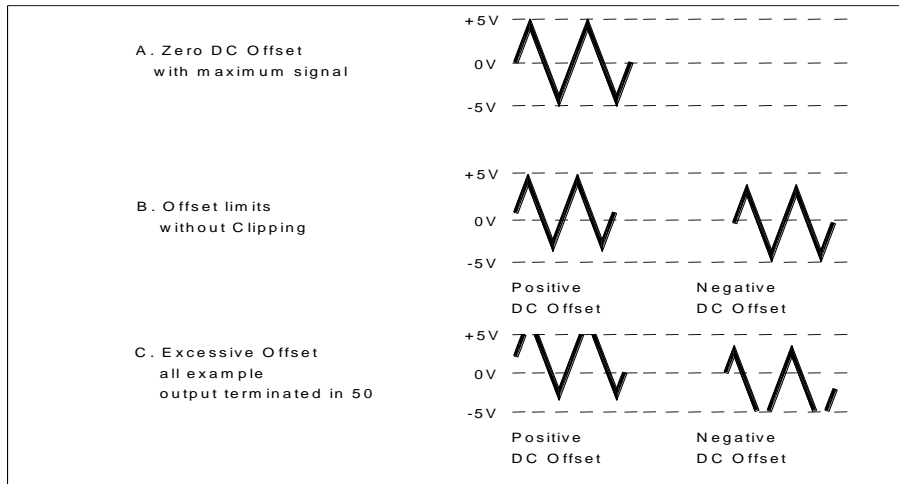 A. Zero DC Offset
with maximum signal
+5V
0V
-5V
B. Offset limits
without Clipping
+5V
0V
-5V
Positive
DC Offset
Negative
DC Offset
C. Excessive Offset
all example
output terminated in 50
+5V
0V
-5V
Positive
DC Offset
Negative
DC Offset